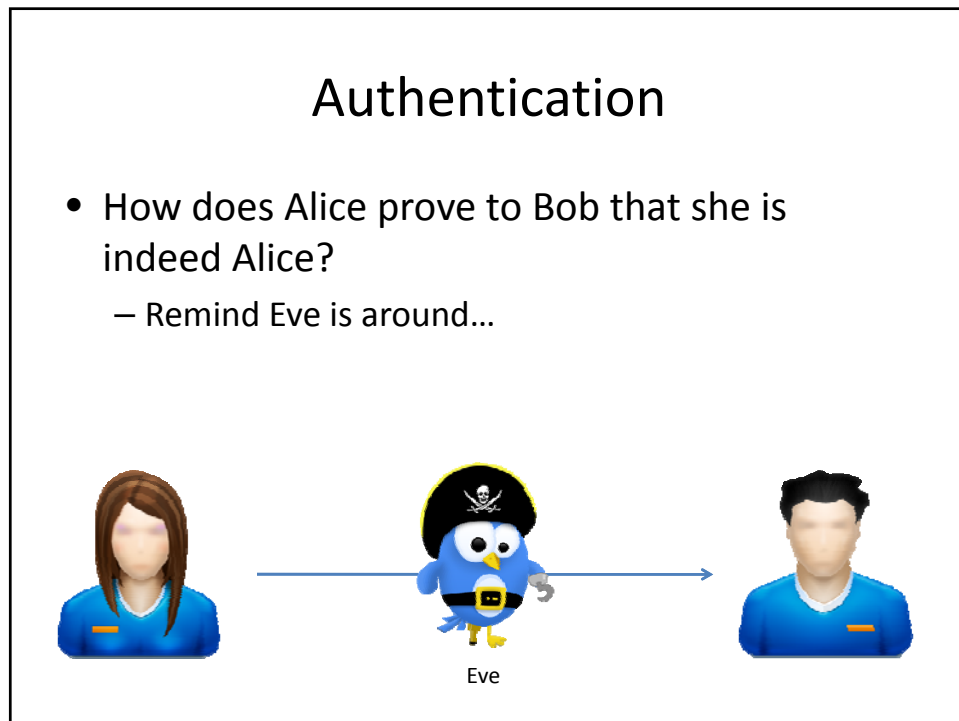 Authentication
• How does Alice prove to Bob that she is
indeed Alice?
– Remind Eve is around…
Eve